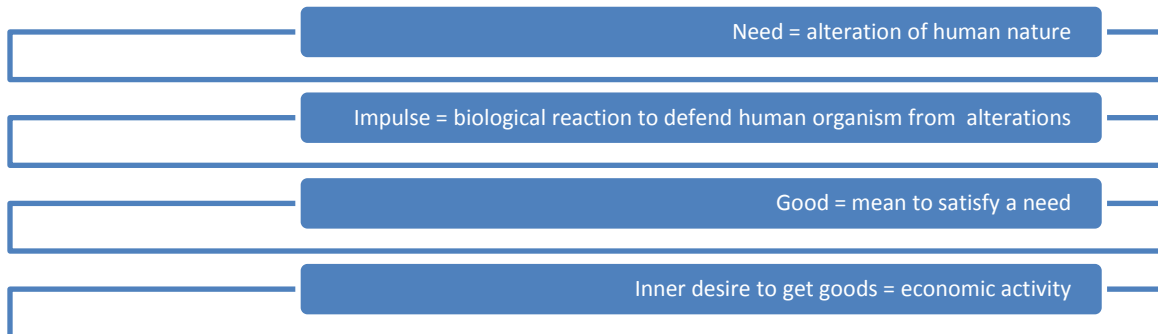 Need = alteration of human nature
Impulse = biological reaction to defend human organism from alterations
Good = mean to satisfy a need
Inner desire to get goods = economic activity